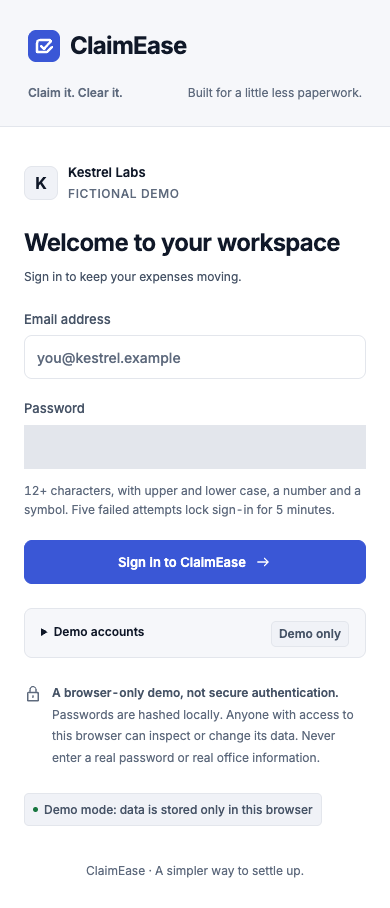 ClaimEase
Claim it. Clear it.
Built for a little less paperwork.
K
Kestrel Labs
FICTIONAL DEMO
Welcome to your workspace
Sign in to keep your expenses moving.
Email address
you@kestrel.example
Password
12+ characters, with upper and lower case, a number and a
symbol. Five failed attempts lock sign-in for 5 minutes.
Sign in to ClaimEase →
Demo accounts
Demo only
A browser-only demo, not secure authentication.
Passwords are hashed locally. Anyone with access to
this browser can inspect or change its data. Never
enter a real password or real office information.
Demo mode: data is stored only in this browser
ClaimEase · A simpler way to settle up.